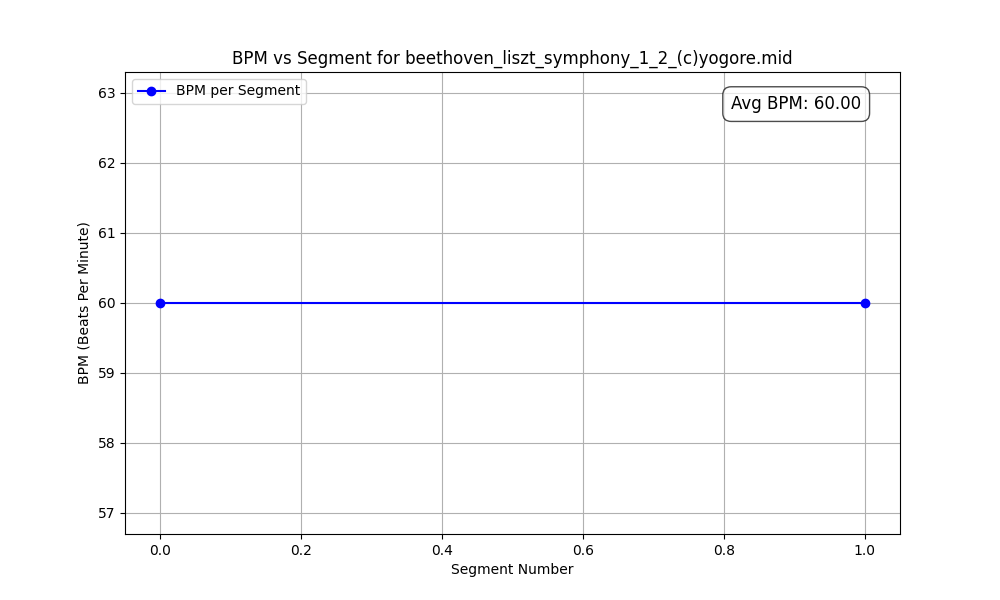 BPM vs Segment for beethoven_liszt_symphony_1_2_(c)yogore.mid
BPM per Segment
Avg BPM: 60.00
BPM (Beats Per Minute)
63
62
61
60
59
58
57
0.0 0.2 0.4 0.6 0.8 1.0
Segment Number